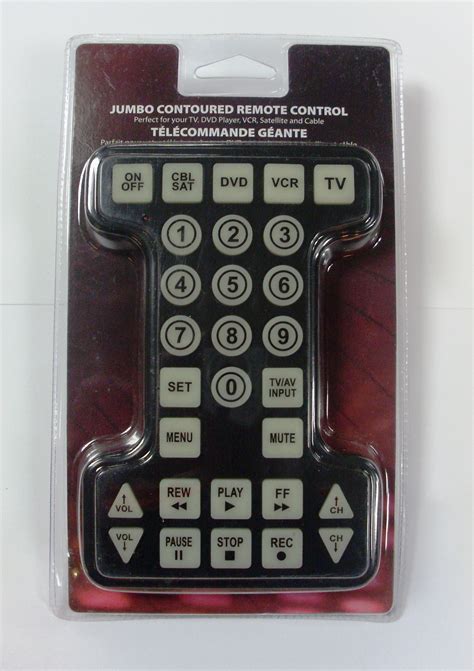 JUMBO CONTOURED REMOTE CONTROL
Perfect for your TV, DVD Player, VCR, Satellite and Cable
TÉLÉCOMMANDE GÉANTE
ON OFF CBL SAT DVD VCR TV
1 2 3
4 5 6
7 8 9
SET 0 TV/AV INPUT
MENU MUTE
VOL REW PLAY FF CH
VOL PAUSE STOP REC CH